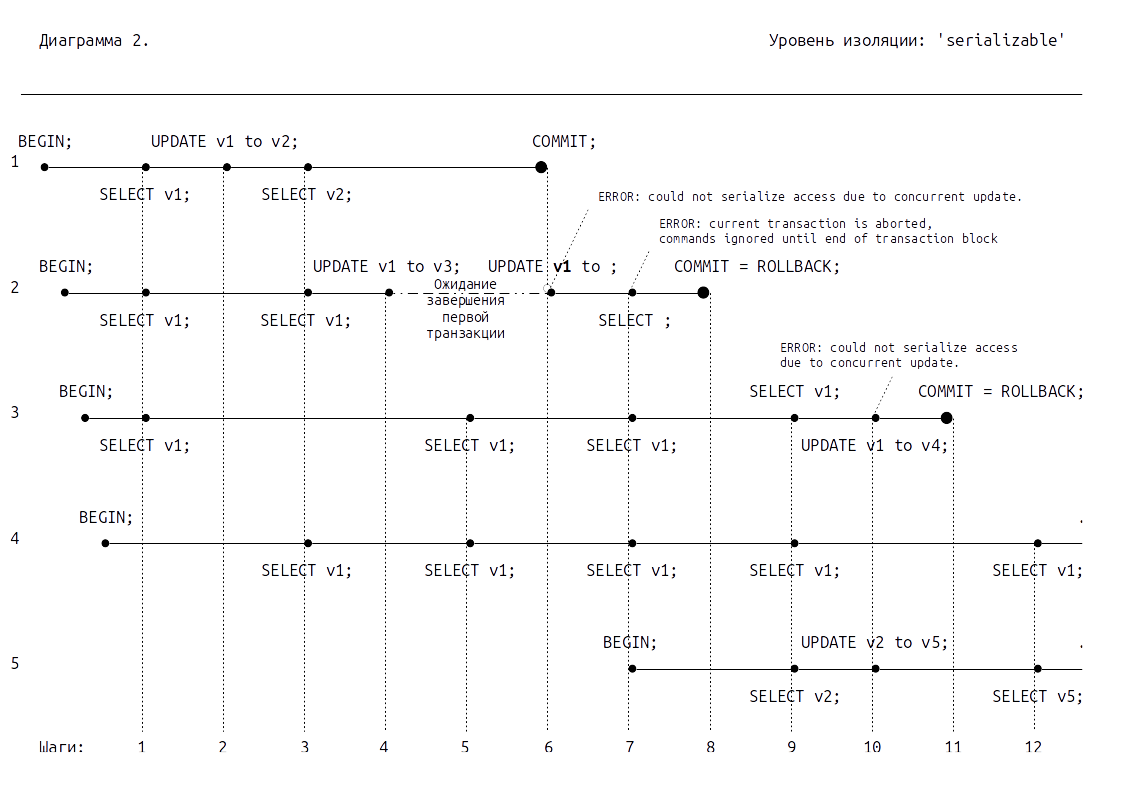 Диаграмма 2. Уровень изоляции: 'serializable'
BEGIN; UPDATE v1 to v2; COMMIT;
1
SELECT v1; SELECT v2;
ERROR: could not serialize access due to concurrent update.
ERROR: current transaction is aborted,
commands ignored until end of transaction block
BEGIN; UPDATE v1 to v3; UPDATE v1 to ; COMMIT = ROLLBACK;
2
Ожидание
завершения
первой
транзакции
SELECT v1; SELECT v1; SELECT ;
ERROR: could not serialize access
due to concurrent update.
BEGIN; SELECT v1; COMMIT = ROLLBACK;
3
SELECT v1; SELECT v1; SELECT v1; UPDATE v1 to v4;
BEGIN;
4
SELECT v1; SELECT v1; SELECT v1; SELECT v1; SELECT v1;
BEGIN; UPDATE v2 to v5;
5
SELECT v2; SELECT v5;
Шаги: 1 2 3 4 5 6 7 8 9 10 11 12